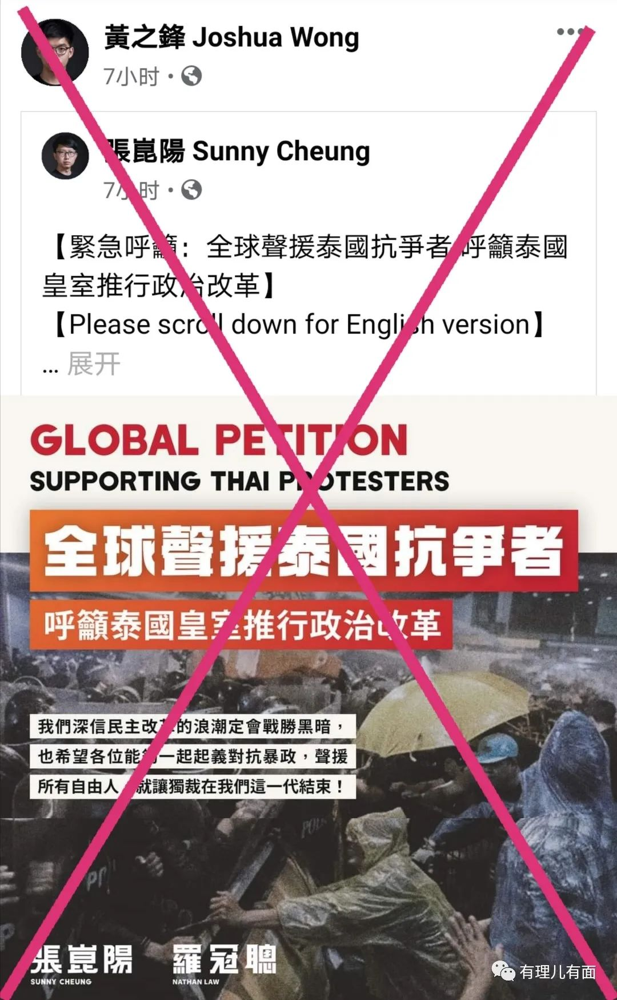 黃之鋒 Joshua Wong
7小时
張崑陽 Sunny Cheung
7小时
【緊急呼籲：全球聲援泰國抗爭者 呼籲泰國
皇室推行政治改革】
【Please scroll down for English version】
... 展开
GLOBAL PETITION
SUPPORTING THAI PROTESTERS
全球聲援泰國抗爭者
呼籲泰國皇室推行政治改革
我們深信民主改革的浪潮定會戰勝黑暗，
也希望各位能夠一起起義對抗暴政，聲援
所有自由人，就讓獨裁在我們這一代結束！
張崑陽 羅冠聰
SUNNY CHEUNG NATHAN LAW
有理儿有面